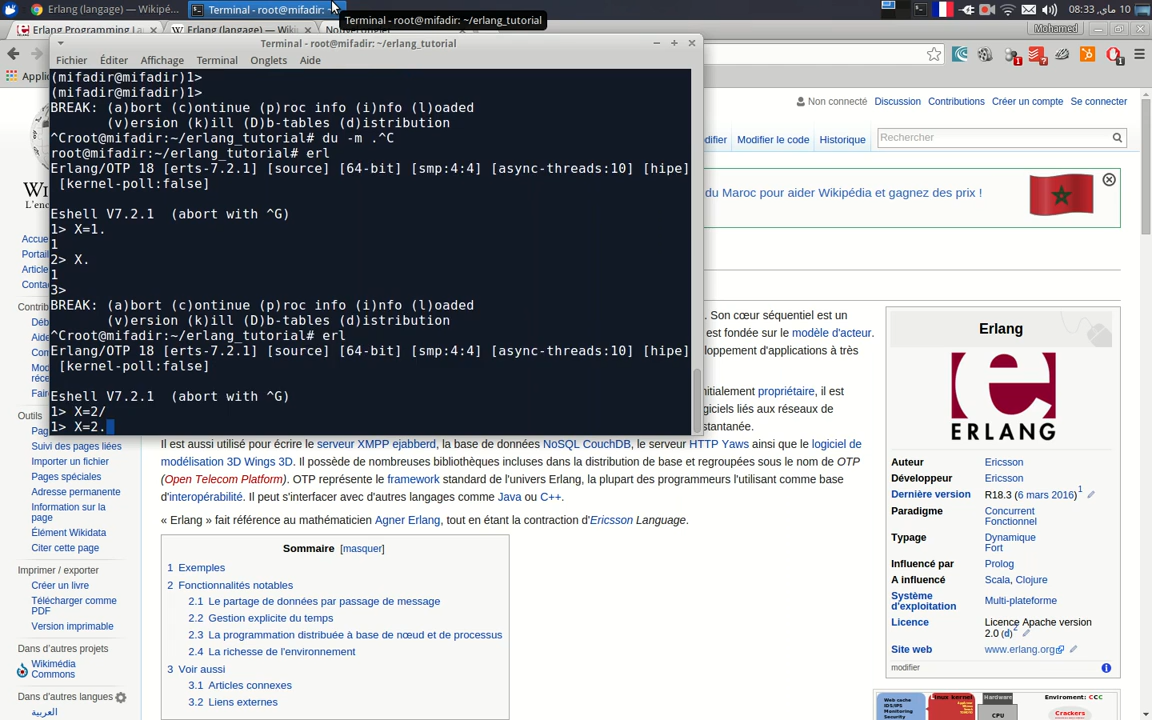 Erlang (langage) — Wikipé...
Terminal - root@mifadir: ~
10 ماي, 08:33
Terminal - root@mifadir: ~/erlang_tutorial
Erlang Programming La
Erlang (langage) — Wiki
Mohamed
Terminal - root@mifadir: ~/erlang_tutorial
Fichier Éditer Affichage Terminal Onglets Aide
(mifadir@mifadir)1>
(mifadir@mifadir)1>
BREAK: (a)bort (c)ontinue (p)roc info (i)nfo (l)oaded
(v)ersion (k)ill (D)b-tables (d)istribution
^Croot@mifadir:~/erlang_tutorial# du -m .^C
root@mifadir:~/erlang_tutorial# erl
Erlang/OTP 18 [erts-7.2.1] [source] [64-bit] [smp:4:4] [async-threads:10] [hipe]
[kernel-poll:false]
Eshell V7.2.1 (abort with ^G)
1> X=1.
1
2> X.
1
3>
BREAK: (a)bort (c)ontinue (p)roc info (i)nfo (l)oaded
(v)ersion (k)ill (D)b-tables (d)istribution
^Croot@mifadir:~/erlang_tutorial# erl
Erlang/OTP 18 [erts-7.2.1] [source] [64-bit] [smp:4:4] [async-threads:10] [hipe]
[kernel-poll:false]
Eshell V7.2.1 (abort with ^G)
1> X=2/
1> X=2.
Non connecté Discussion Contributions Créer un compte Se connecter
difier Modifier le code Historique Rechercher
du Maroc pour aider Wikipédia et gagnez des prix !
Son cœur séquentiel est un
est fondée sur le modèle d'acteur.
loppement d'applications à très
nitialement propriétaire, il est
giciels liés aux réseaux de
stantanée.
Il est aussi utilisé pour écrire le serveur XMPP ejabberd, la base de données NoSQL CouchDB, le serveur HTTP Yaws ainsi que le logiciel de
modélisation 3D Wings 3D. Il possède de nombreuses bibliothèques incluses dans la distribution de base et regroupées sous le nom de OTP
(Open Telecom Platform). OTP représente le framework standard de l'univers Erlang, la plupart des programmeurs l'utilisant comme base
d'interopérabilité. Il peut s'interfacer avec d'autres langages comme Java ou C++.
« Erlang » fait référence au mathématicien Agner Erlang, tout en étant la contraction d'Ericsson Language.
Sommaire [masquer]
1 Exemples
2 Fonctionnalités notables
2.1 Le partage de données par passage de message
2.2 Gestion explicite du temps
2.3 La programmation distribuée à base de nœud et de processus
2.4 La richesse de l'environnement
3 Voir aussi
3.1 Articles connexes
3.2 Liens externes
Erlang
ERLANG
Auteur Ericsson
Développeur Ericsson
Dernière version R18.3 (6 mars 2016) 1
Paradigme Concurrent
Fonctionnel
Typage Dynamique
Fort
Influencé par Prolog
A influencé Scala, Clojure
Système
d'exploitation Multi-plateforme
Licence Licence Apache version
2.0 (d) 2
Site web www.erlang.org
modifier
Appli
W
Accue
Portai
Article
Conta
Contrib
Outils
Suivi des pages liées
Importer un fichier
Pages spéciales
Adresse permanente
Information sur la
page
Élément Wikidata
Citer cette page
Imprimer / exporter
Créer un livre
Télécharger comme
PDF
Version imprimable
Dans d'autres projets
Wikimédia
Commons
Dans d'autres langues
العربية
Hardware
CPU
Enviroment: CCC
Crackers